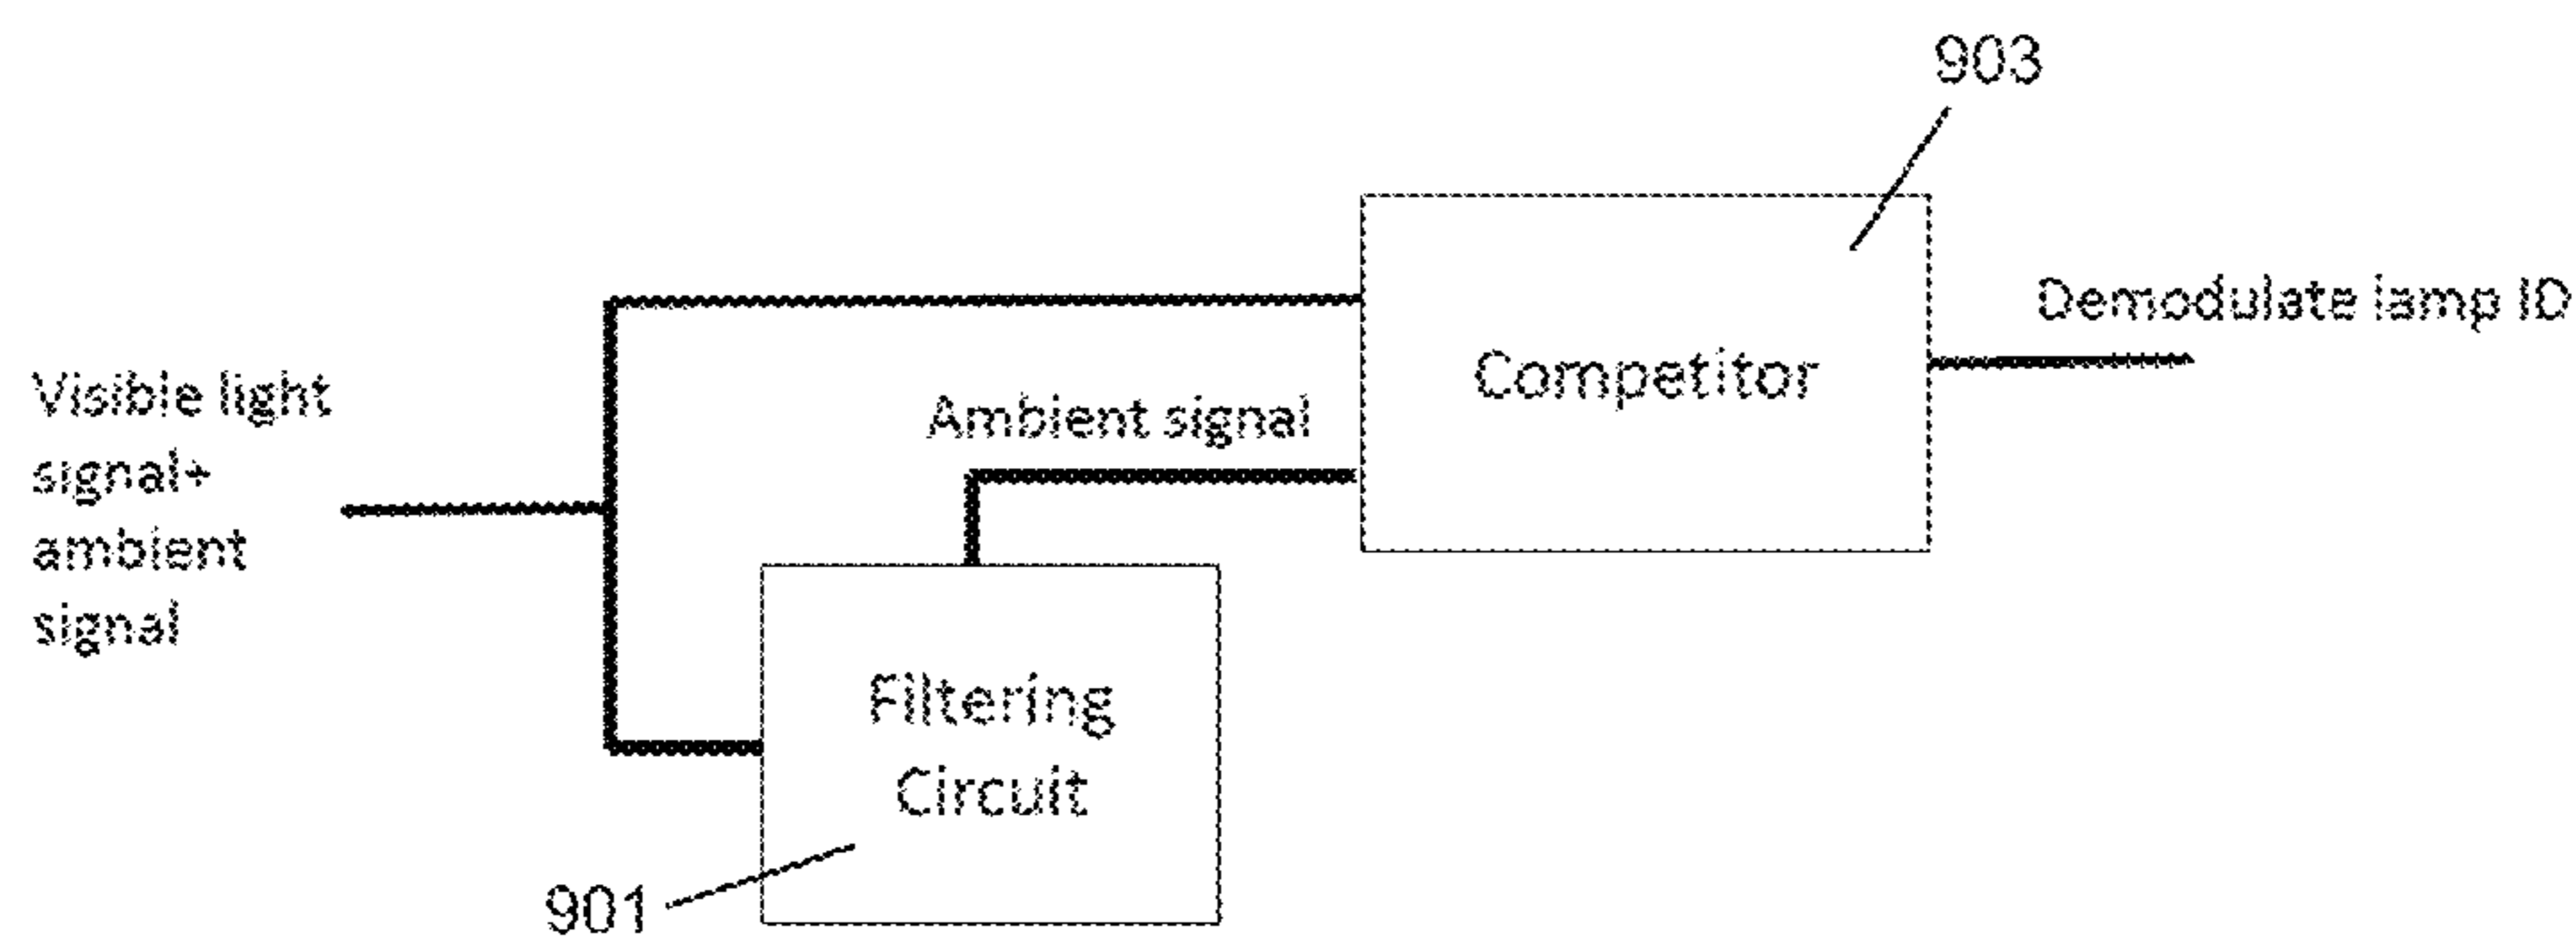 903
Demodulate lamp ID
Competitor
Visible light
signal+
ambient
signal
Ambient signal
Filtering
Circuit
901